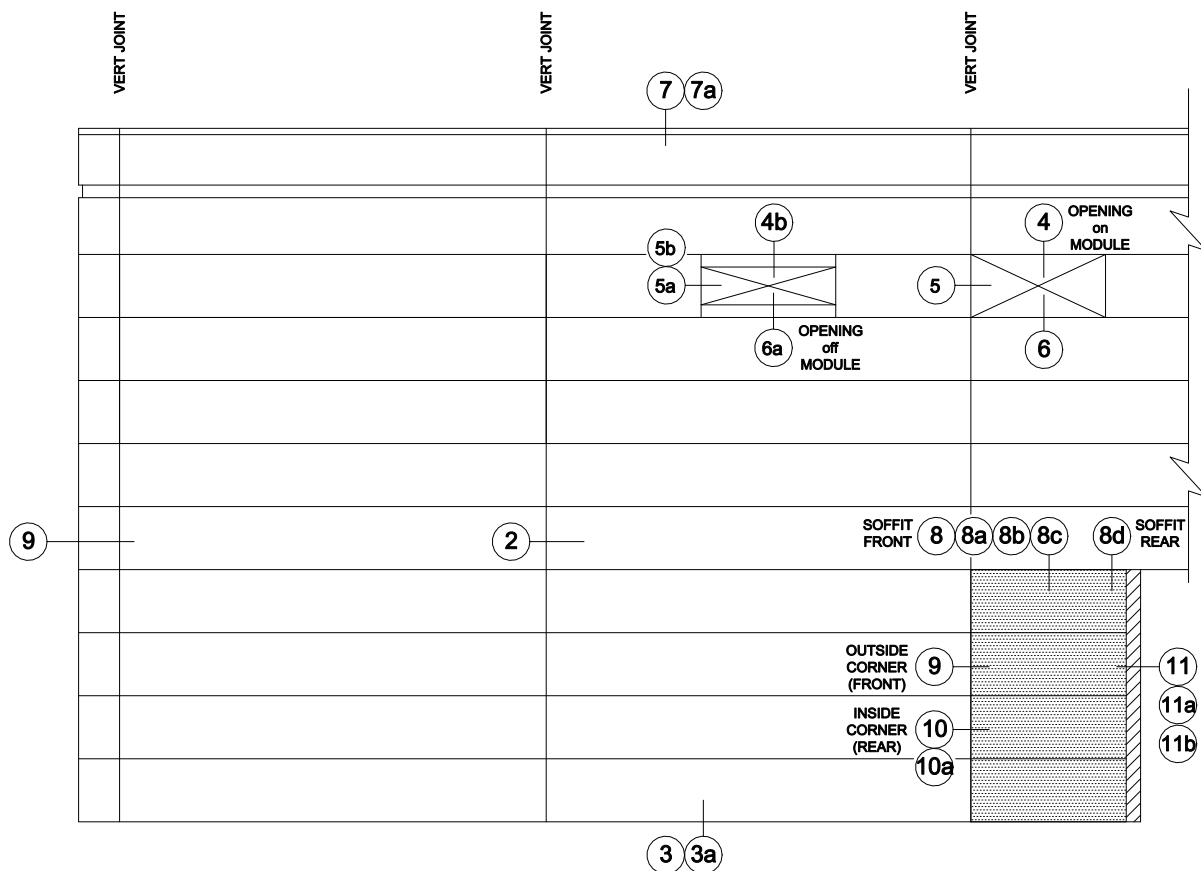 VERT JOINT
VERT JOINT
VERT JOINT
7 7a
4b
4
OPENING
on
MODULE
5b
5a
5
6a
OPENING
off
MODULE
6
9
2
SOFFIT
FRONT
8 8a 8b 8c 8d
SOFFIT
REAR
OUTSIDE
CORNER
(FRONT)
9
11
11a
11b
INSIDE
CORNER
(REAR)
10
10a
3 3a